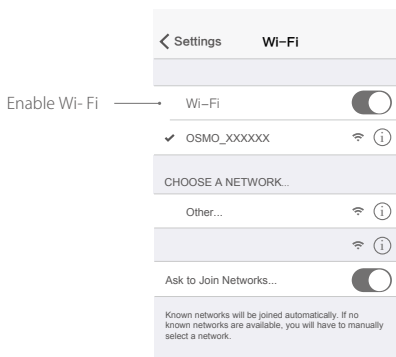 Settings Wi-Fi
Enable Wi- Fi
Wi-Fi
✓ OSMO_XXXXXX
CHOOSE A NETWORK...
Other...
Ask to Join Networks...
Known networks will be joined automatically. If no
known networks are available, you will have to manually
select a network.